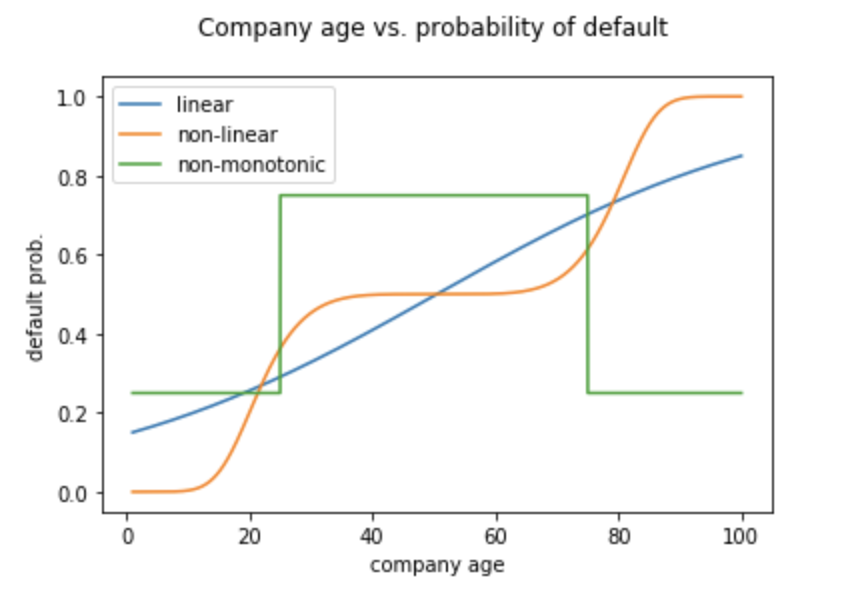 Company age vs. probability of default
linear
non-linear
non-monotonic
1.0
0.8
0.6
0.4
0.2
0.0
default prob.
0 20 40 60 80 100
company age